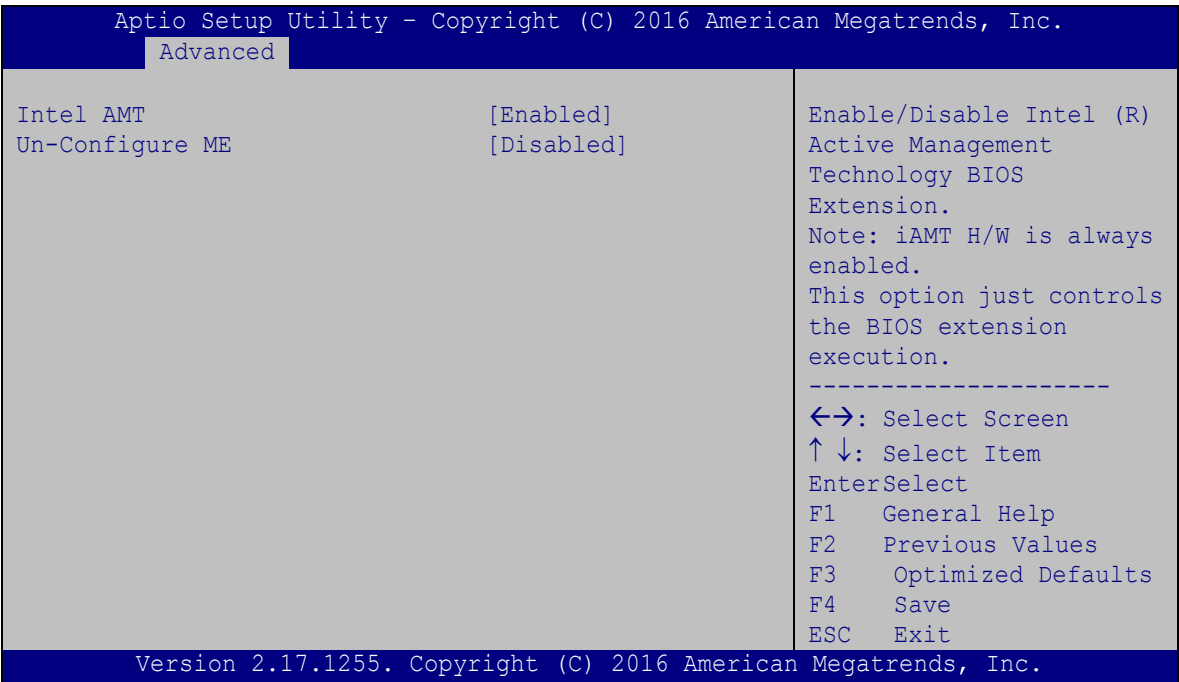 Aptio Setup Utility – Copyright (C) 2016 American Megatrends, Inc.
Advanced
Intel AMT [Enabled]
Un-Configure ME [Disabled]
Enable/Disable Intel (R)
Active Management
Technology BIOS
Extension.
Note: iAMT H/W is always
enabled.
This option just controls
the BIOS extension
execution.
---------------------
←→: Select Screen
↑ ↓: Select Item
EnterSelect
F1 General Help
F2 Previous Values
F3 Optimized Defaults
F4 Save
ESC Exit
Version 2.17.1255. Copyright (C) 2016 American Megatrends, Inc.